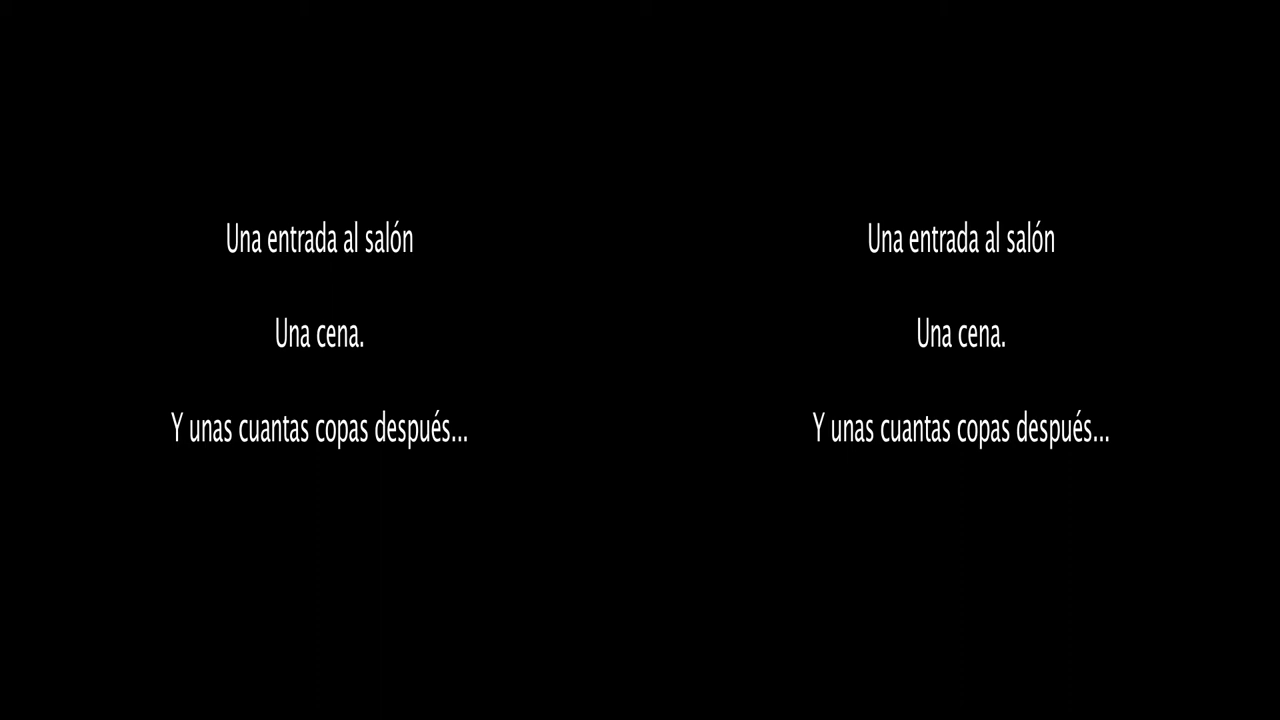 Una entrada al salón
Una cena.
Y unas cuantas copas después...
Una entrada al salón
Una cena.
Y unas cuantas copas después...